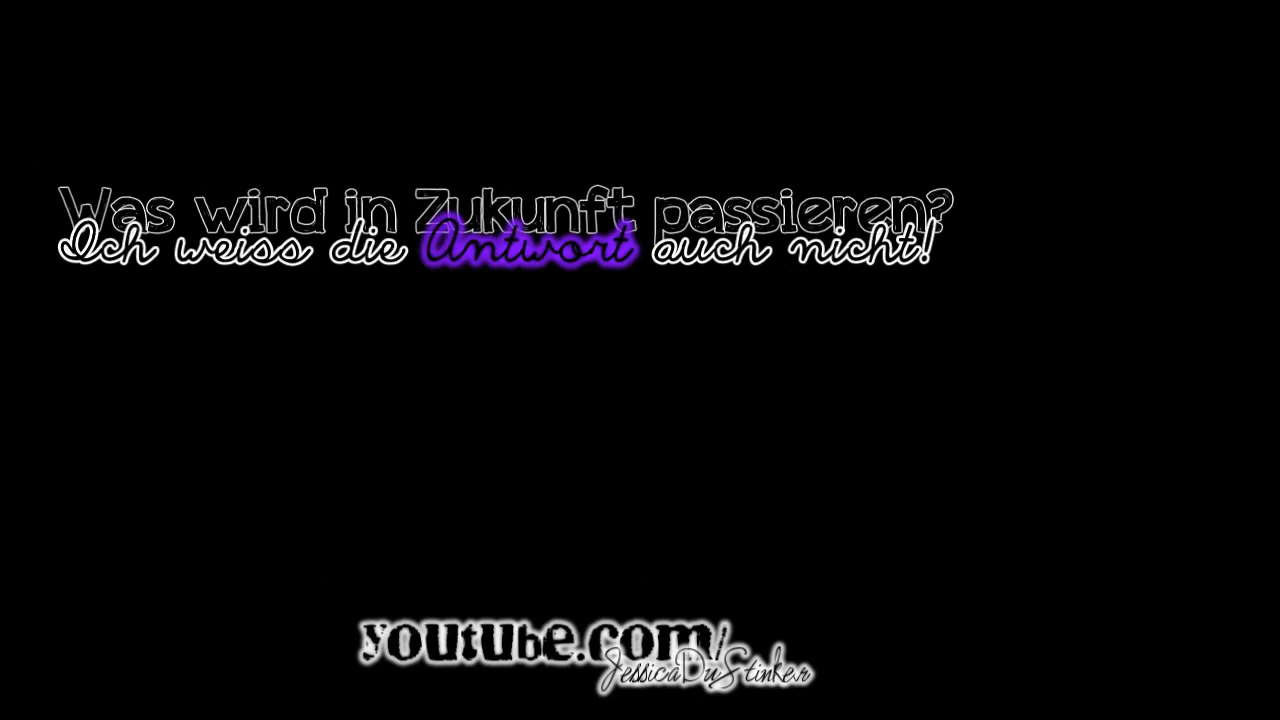 Was wird in Zukunft passieren?
Ich weiss die Antwort auch nicht!
youtube.com/
JessicaDuStinker